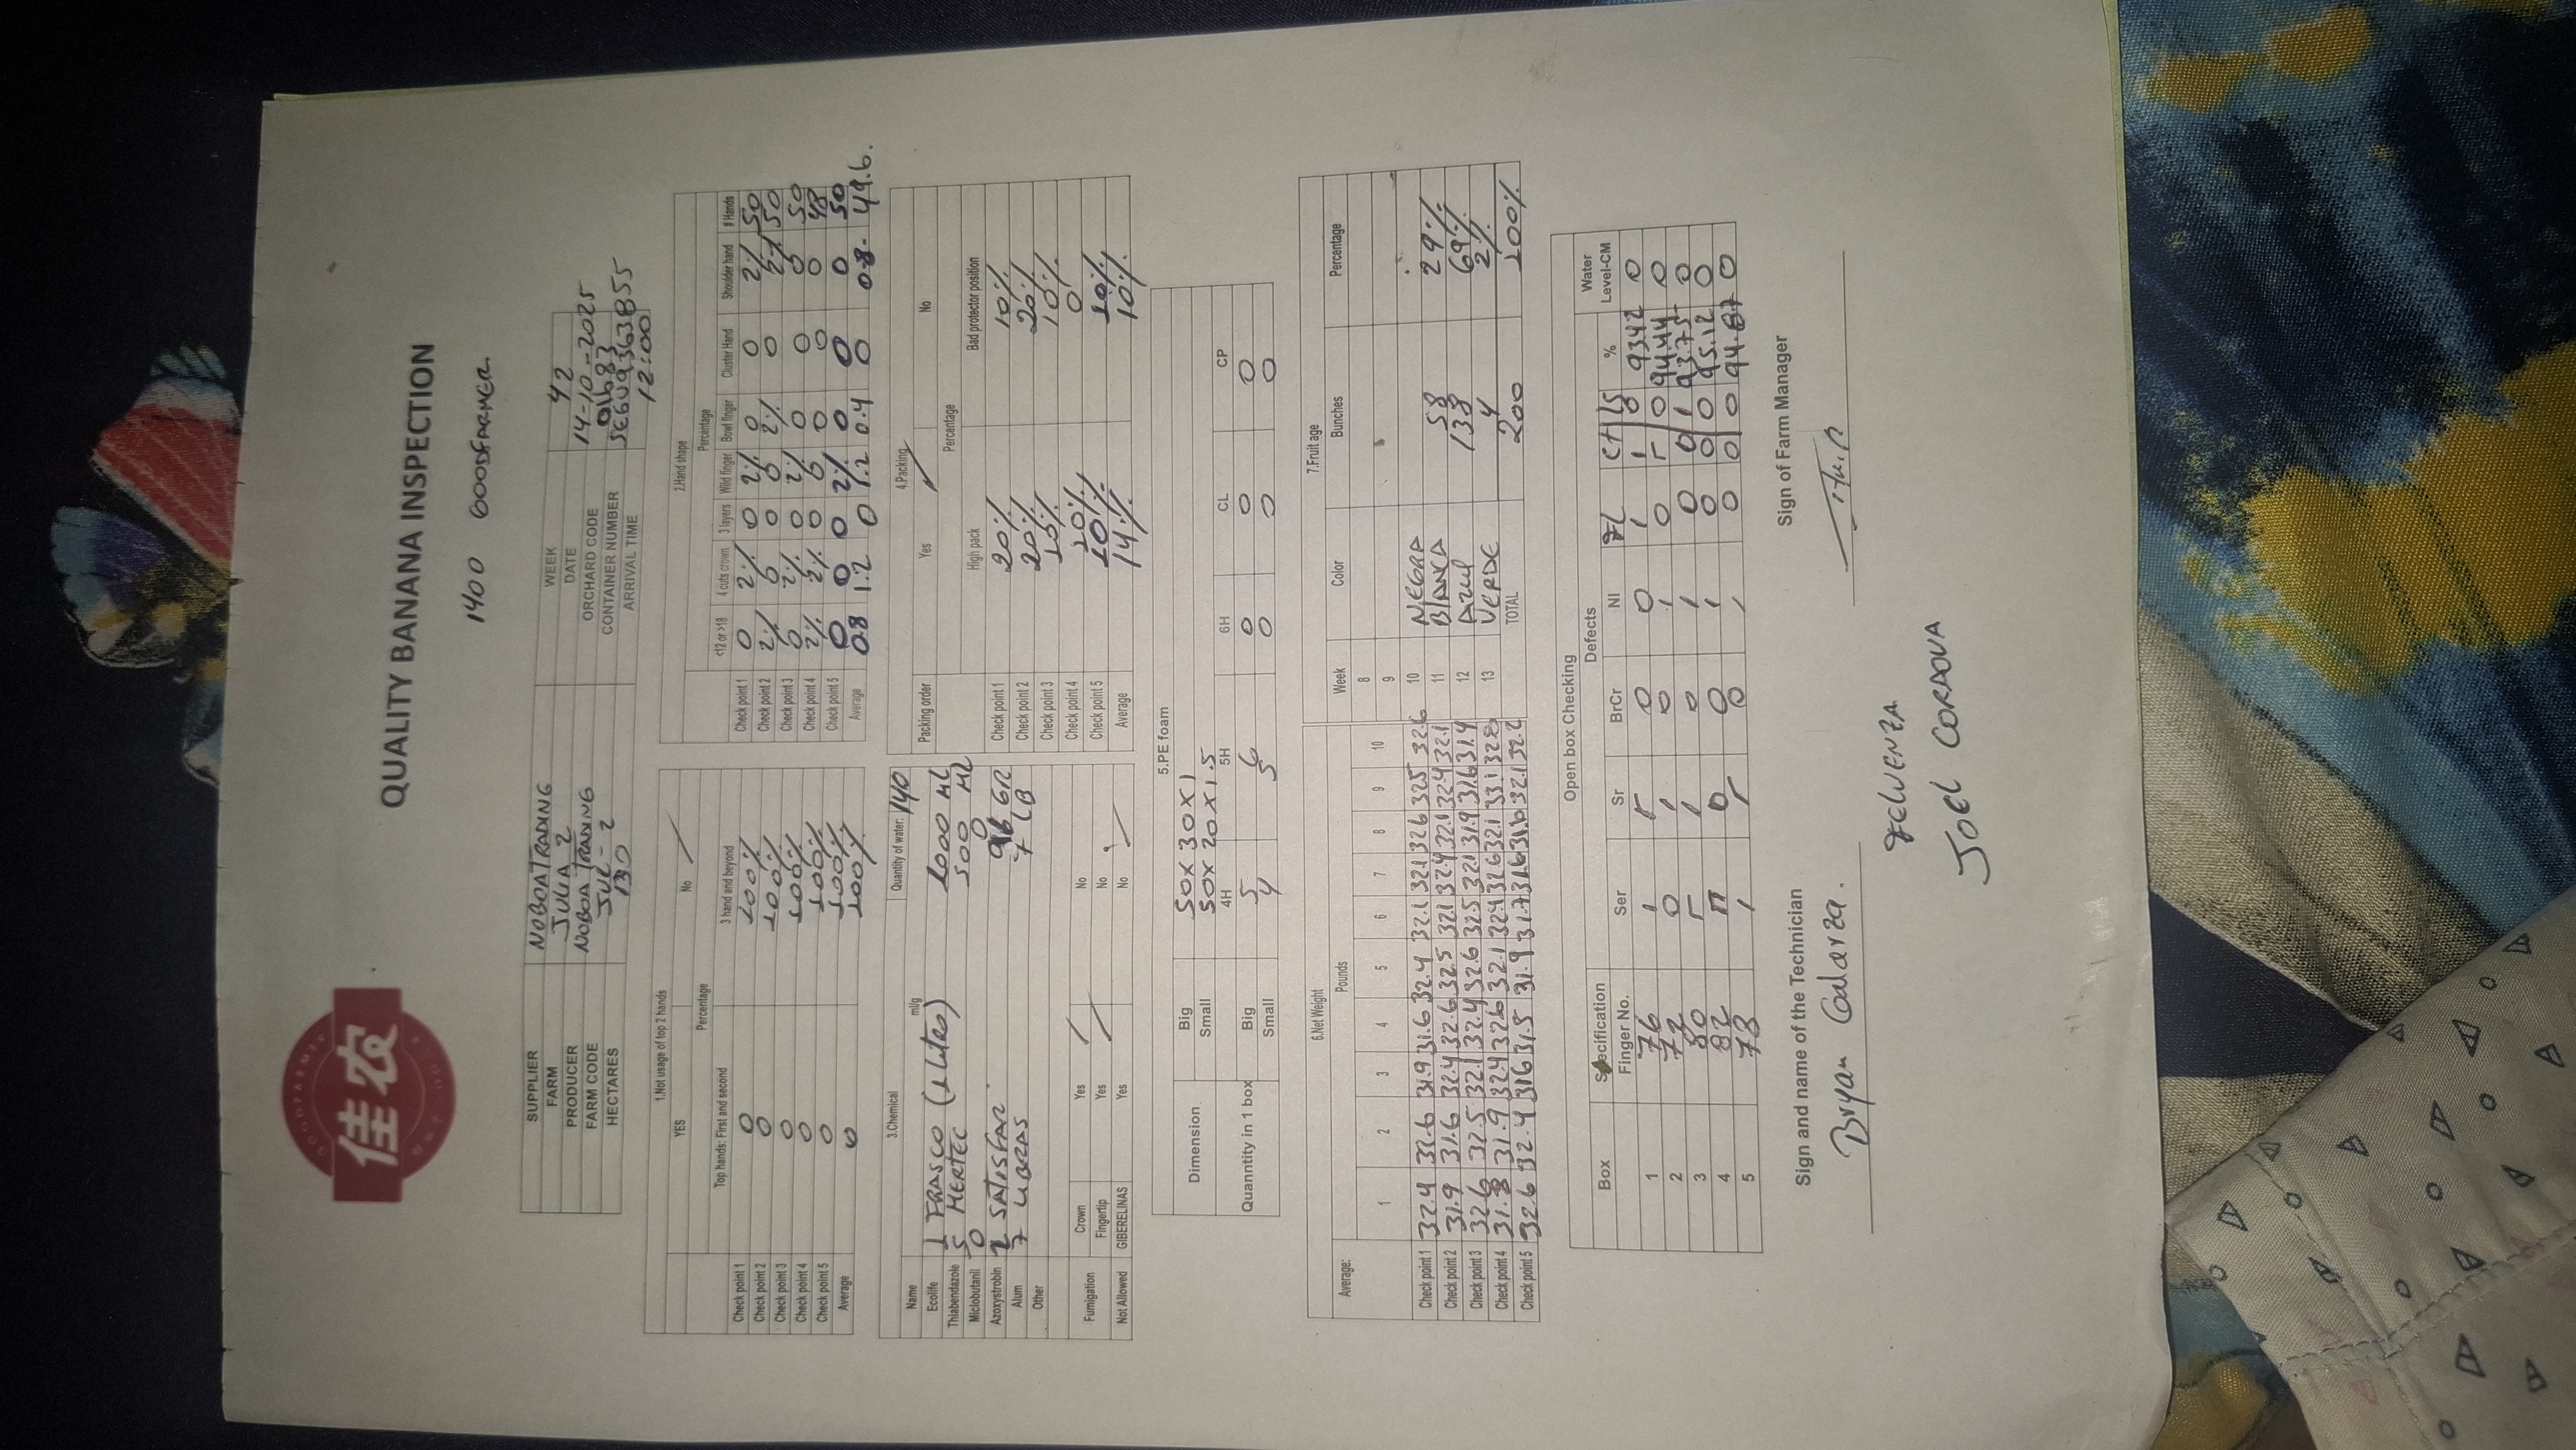 GOODFARMER
佳农
QUALITY BANANA INSPECTION
1400 GOODFARMER
SUPPLIER NOBOATRADING WEEK 42
FARM JULIA 2 DATE 14-10-2025
PRODUCER NOBOA TRADING ORCHARD CODE 01683
FARM CODE JUL-2 CONTAINER NUMBER
HECTARES 130 ARRIVAL TIME 12:00
1.Not usage of top 2 hands
YES No
Percentage
Top hands: First and second 3 hand and beyond
Check point 1 0 100%
Check point 2 0 100%
Check point 3 0 100%
Check point 4 0 100%
Check point 5 0 100%
Average 0 100%
2.Hand shape
Percentage
<12 or >18 4 cuts crown 3 layers Wild finger Bowl finger Cluster Hand Shoulder hand # Hands
Check point 1 0 2% 0 2% 0 0 2% 50
Check point 2 2% 0 0 0 2% 0 2% 50
Check point 3 0 2% 0 2% 0 0 0 50
Check point 4 2% 2% 0 0 0 0 0 48
Check point 5 0 0 0 2% 0 0 0 50
Average 0.8 1.2 0 1.2 0.4 0 0.8 49.6.
3.Chemical Quantity of water: 140
Name ml/g
Ecolife 1 FRASCO (1 litro) 1000 ML
Thiabendazole 5 MERTEC 500 ML
Miclobutanil 0 0
Azoxystrobin SATISFAR 96 GR
Alum 7 LIBRAS 7 LB
Other
Fumigation Crown Yes No
Fingertip Yes No
Not Allowed GIBERELINAS Yes No
4.Packing
Packing order Yes No
Percentage
High pack Bad protector position
Check point 1 20% 10%
Check point 2 20% 20%
Check point 3 10% 10%
Check point 4 10% 0
Check point 5 10% 10%
Average 14% 10%
5.PE foam
Dimension Big 50X30X1
Small 50X20X1.5
4H 5H 6H CL CP
Quanntity in 1 box Big 5 6 0 0 0
Small 4 5 0 0 0
6.Net Weight
Average: Pounds
1 2 3 4 5 6 7 8 9 10
Check point 1 32.4 32.6 31.9 31.6 32.4 32.1 32.1 32.6 32.5 32.6
Check point 2 31.9 31.6 32.4 32.6 32.5 32.1 32.4 32.1 32.4 32.1
Check point 3 32.6 32.5 32.1 32.4 32.6 32.5 32.1 31.9 31.6 31.4
Check point 4 31.8 31.9 32.4 32.6 32.1 32.4 32.6 32.1 33.1 32.8
Check point 5 32.6 32.4 31.6 31.5 31.9 31.7 31.6 31.6 32.1 32.2
7.Fruit age
Week Color Bunches Percentage
8
9
10 NEGRA
11 BLANCA 58 29%
12 AZUL 138 69%
13 VERDE 4 2%
TOTAL 200 100%
Open box Checking
Box Specification Defects Water
Finger No. Ser Sr BrCr NI FL CH LS % Level-CM
1 76 0 0 0 93.42 0
2 72 0 0 0 0 94.44 0
3 80 0 0 0 93.75 0
4 82 0 0 0 0 0 95.12 0
5 78 0 0 0 0 94.87 0
Sign and name of the Technician Sign of Farm Manager
Bryan Galarza.
JOEL CORDOVA